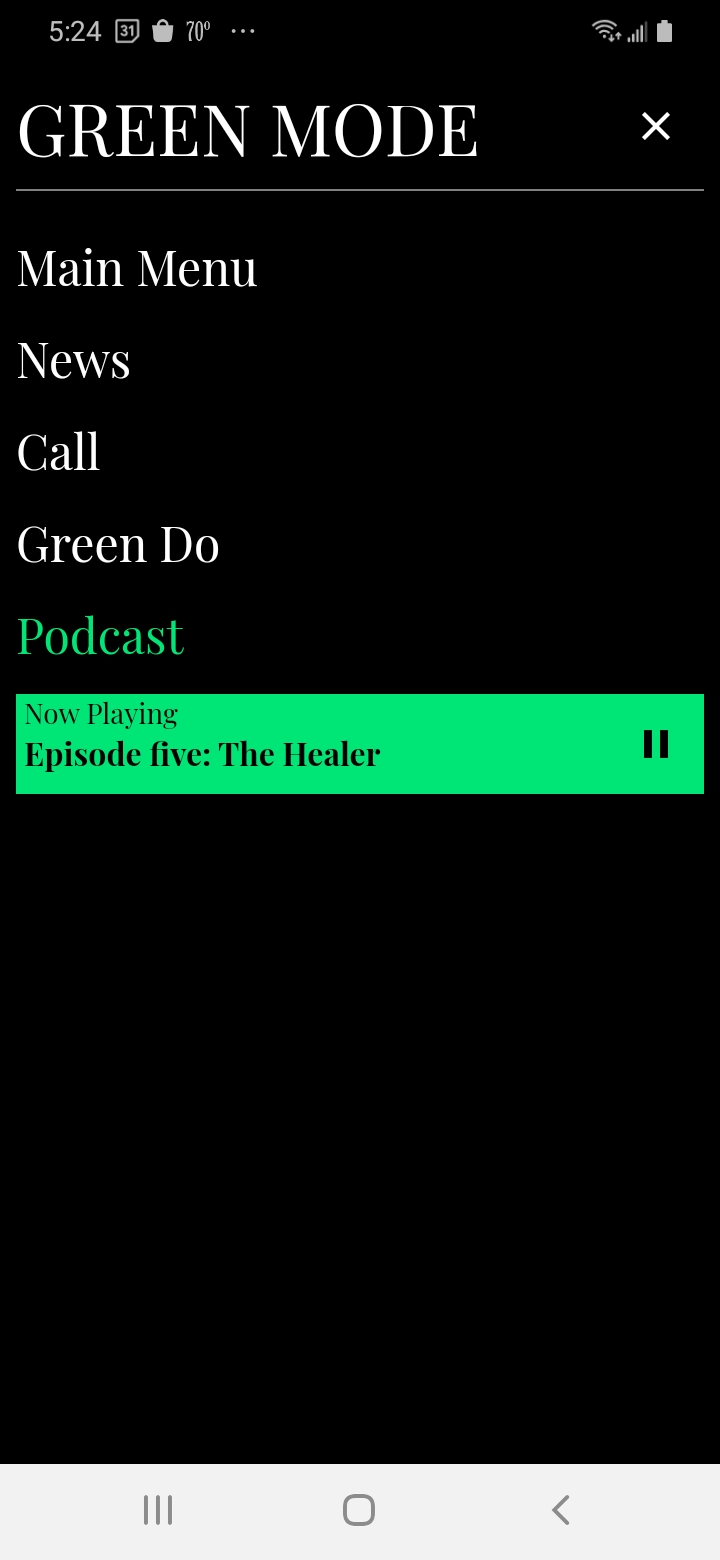 5:24 31 70°
GREEN MODE
Main Menu
News
Call
Green Do
Podcast
Now Playing
Episode five: The Healer